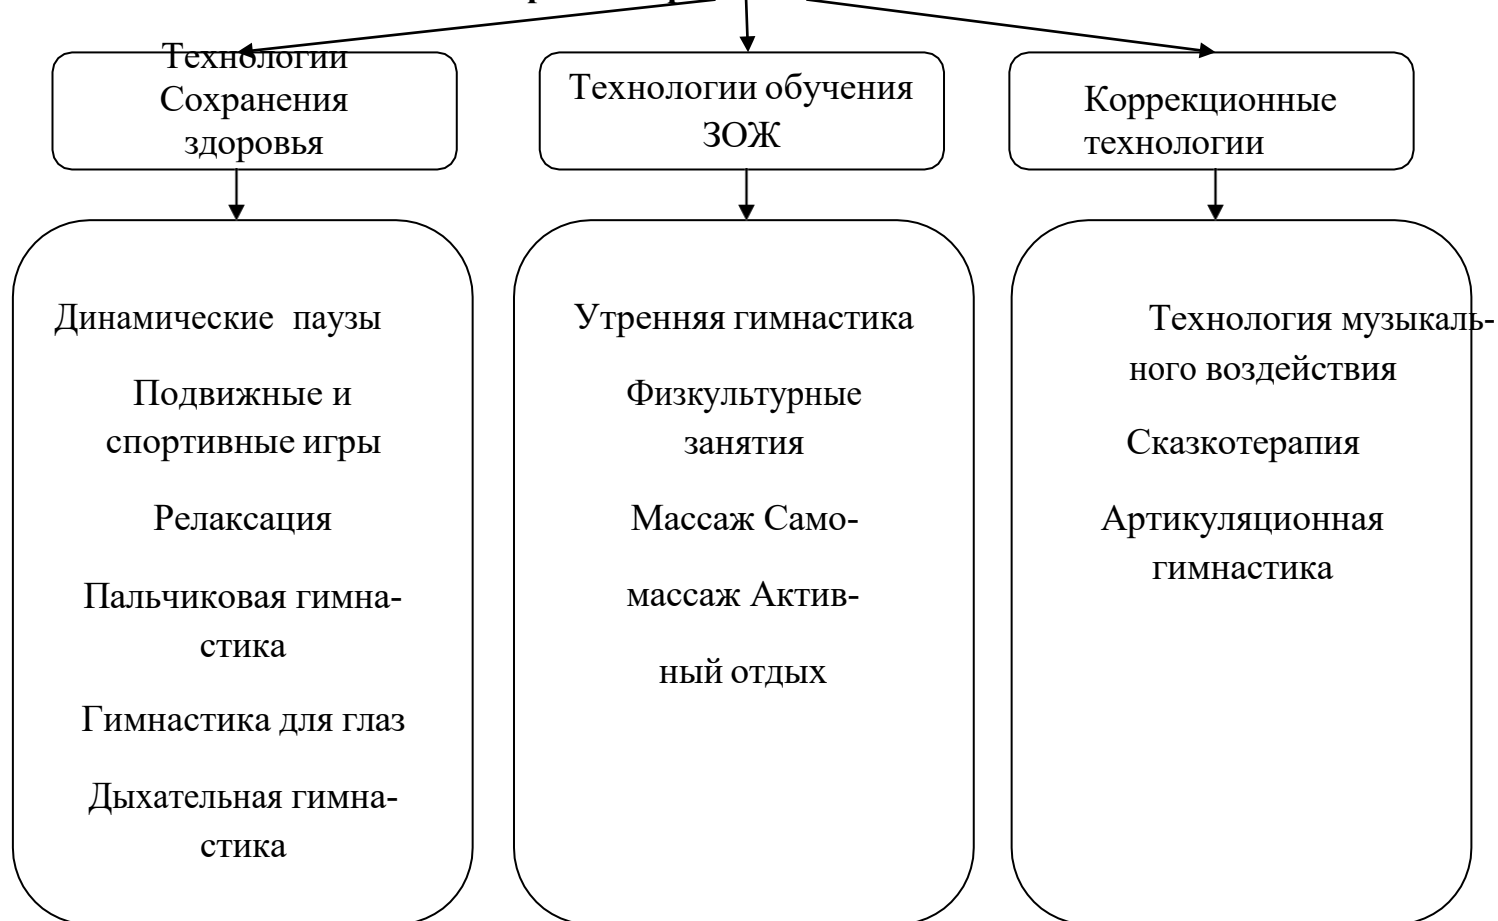 Технологии
Сохранения
здоровья
Технологии обучения
ЗОЖ
Коррекционные
технологии
Динамические паузы
Подвижные и
спортивные игры
Релаксация
Пальчиковая гимна-
стика
Гимнастика для глаз
Дыхательная гимна-
стика
Утренняя гимнастика
Физкультурные
занятия
Массаж Само-
массаж Актив-
ный отдых
Технология музыкаль-
ного воздействия
Сказкотерапия
Артикуляционная
гимнастика